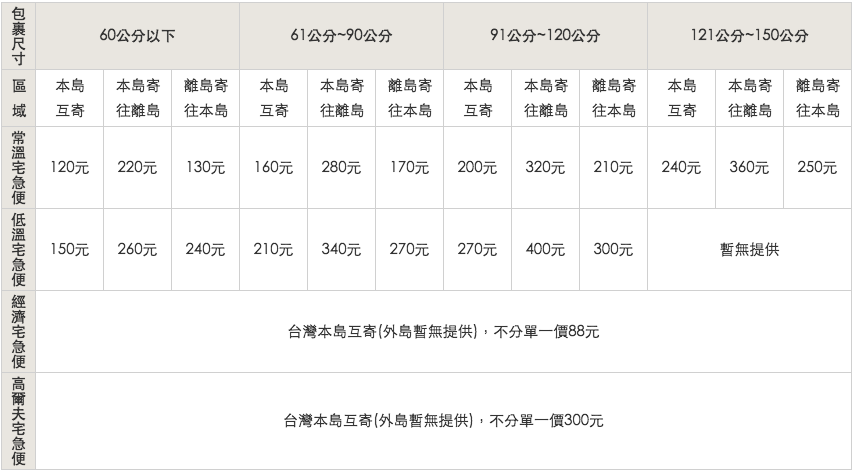 包裹尺寸 60公分以下 61公分~90公分 91公分~120公分 121公分~150公分
區域 本島互寄 本島寄往離島 離島寄往本島 本島互寄 本島寄往離島 離島寄往本島 本島互寄 本島寄往離島 離島寄往本島 本島互寄 本島寄往離島 離島寄往本島
常溫宅急便 120元 220元 130元 160元 280元 170元 200元 320元 210元 240元 360元 250元
低溫宅急便 150元 260元 240元 210元 340元 270元 270元 400元 300元 暫無提供
經濟宅急便 台灣本島互寄(外島暫無提供)，不分單一價88元
高爾夫宅急便 台灣本島互寄(外島暫無提供)，不分單一價300元